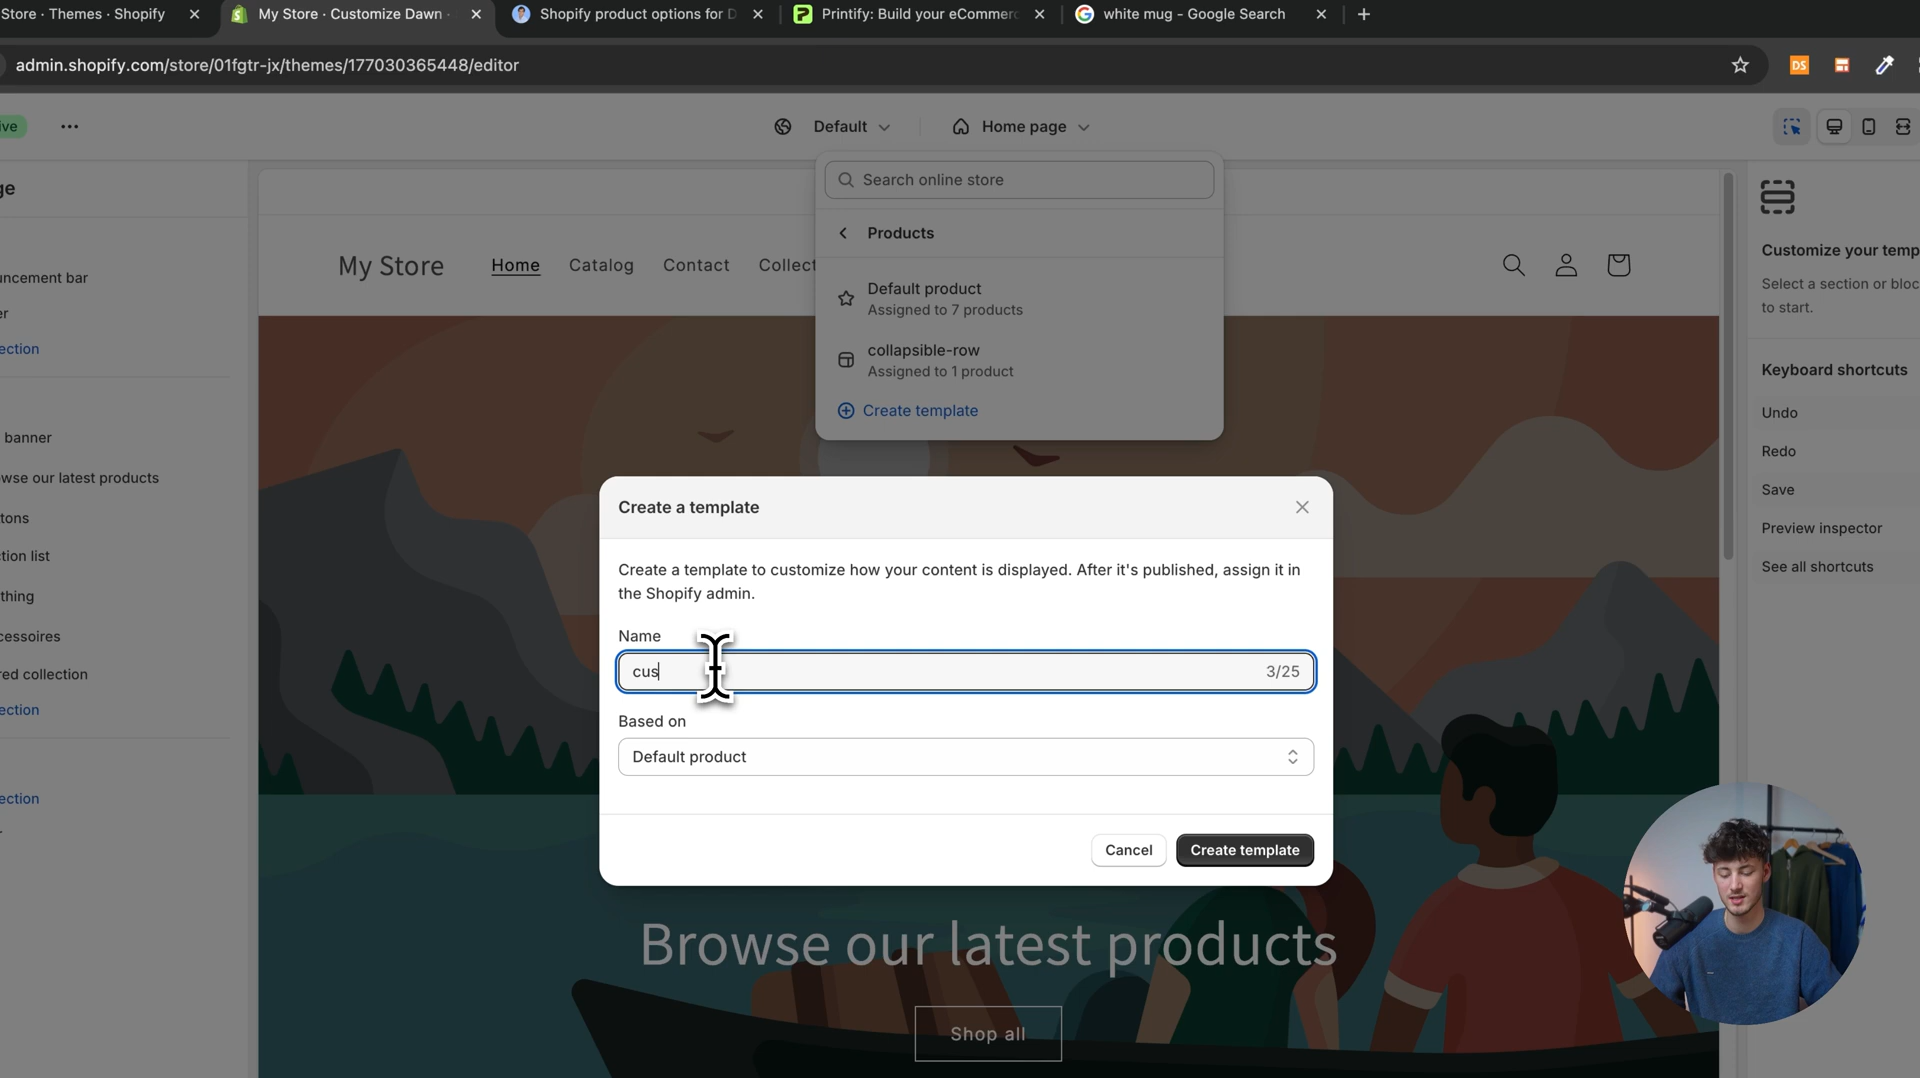 Store · Themes · Shopify
My Store · Customize Dawn ·
Shopify product options for D
Printify: Build your eCommerc
white mug - Google Search
admin.shopify.com/store/01fgtr-jx/themes/177030365448/editor
DS
ive
Default
Home page
ge
Search online store
Products
My Store
Home
Catalog
Contact
Collect
Default product
Assigned to 7 products
collapsible-row
Assigned to 1 product
Create template
uncement bar
er
ection
banner
wse our latest products
tons
tion list
thing
cessoires
red collection
ection
ection
Customize your temp
Select a section or bloc
to start.
Keyboard shortcuts
Undo
Redo
Save
Preview inspector
See all shortcuts
Create a template
Create a template to customize how your content is displayed. After it's published, assign it in
the Shopify admin.
Name
cus
3/25
Based on
Default product
Cancel
Create template
Browse our latest products
Shop all